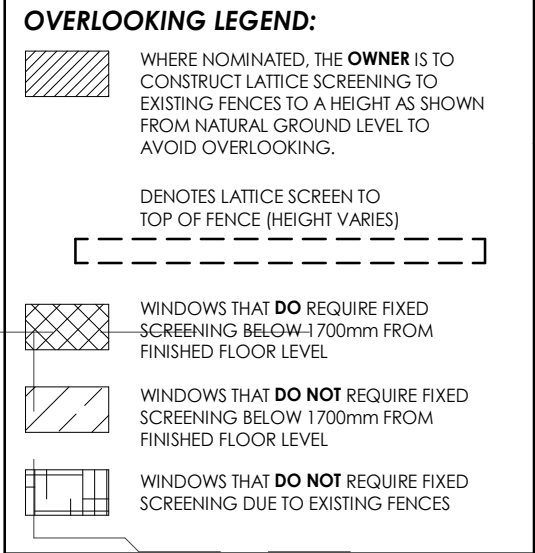 OVERLOOKING LEGEND:
WHERE NOMINATED, THE OWNER IS TO
CONSTRUCT LATTICE SCREENING TO
EXISTING FENCES TO A HEIGHT AS SHOWN
FROM NATURAL GROUND LEVEL TO
AVOID OVERLOOKING.
DENOTES LATTICE SCREEN TO
TOP OF FENCE (HEIGHT VARIES)
WINDOWS THAT DO REQUIRE FIXED
SCREENING BELOW 1700mm FROM
FINISHED FLOOR LEVEL
WINDOWS THAT DO NOT REQUIRE FIXED
SCREENING BELOW 1700mm FROM
FINISHED FLOOR LEVEL
WINDOWS THAT DO NOT REQUIRE FIXED
SCREENING DUE TO EXISTING FENCES